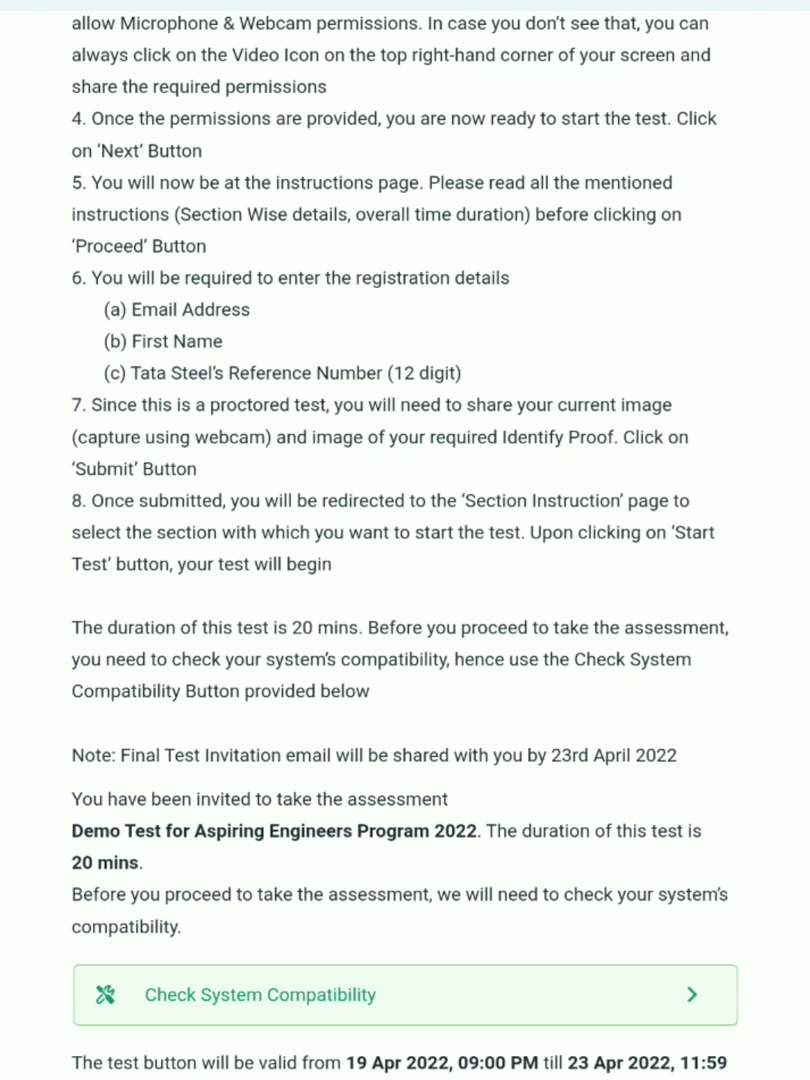 allow Microphone & Webcam permissions. In case you don't see that, you can
always click on the Video Icon on the top right-hand corner of your screen and
share the required permissions
4. Once the permissions are provided, you are now ready to start the test. Click
on 'Next' Button
5. You will now be at the instructions page. Please read all the mentioned
instructions (Section Wise details, overall time duration) before clicking on
'Proceed' Button
6. You will be required to enter the registration details
(a) Email Address
(b) First Name
(c) Tata Steel's Reference Number (12 digit)
7. Since this is a proctored test, you will need to share your current image
(capture using webcam) and image of your required Identify Proof. Click on
'Submit' Button
8. Once submitted, you will be redirected to the 'Section Instruction' page to
select the section with which you want to start the test. Upon clicking on 'Start
Test' button, your test will begin
The duration of this test is 20 mins. Before you proceed to take the assessment,
you need to check your system's compatibility, hence use the Check System
Compatibility Button provided below
Note: Final Test Invitation email will be shared with you by 23rd April 2022
You have been invited to take the assessment
Demo Test for Aspiring Engineers Program 2022. The duration of this test is
20 mins.
Before you proceed to take the assessment, we will need to check your system's
compatibility.
Check System Compatibility
The test button will be valid from 19 Apr 2022, 09:00 PM till 23 Apr 2022, 11:59